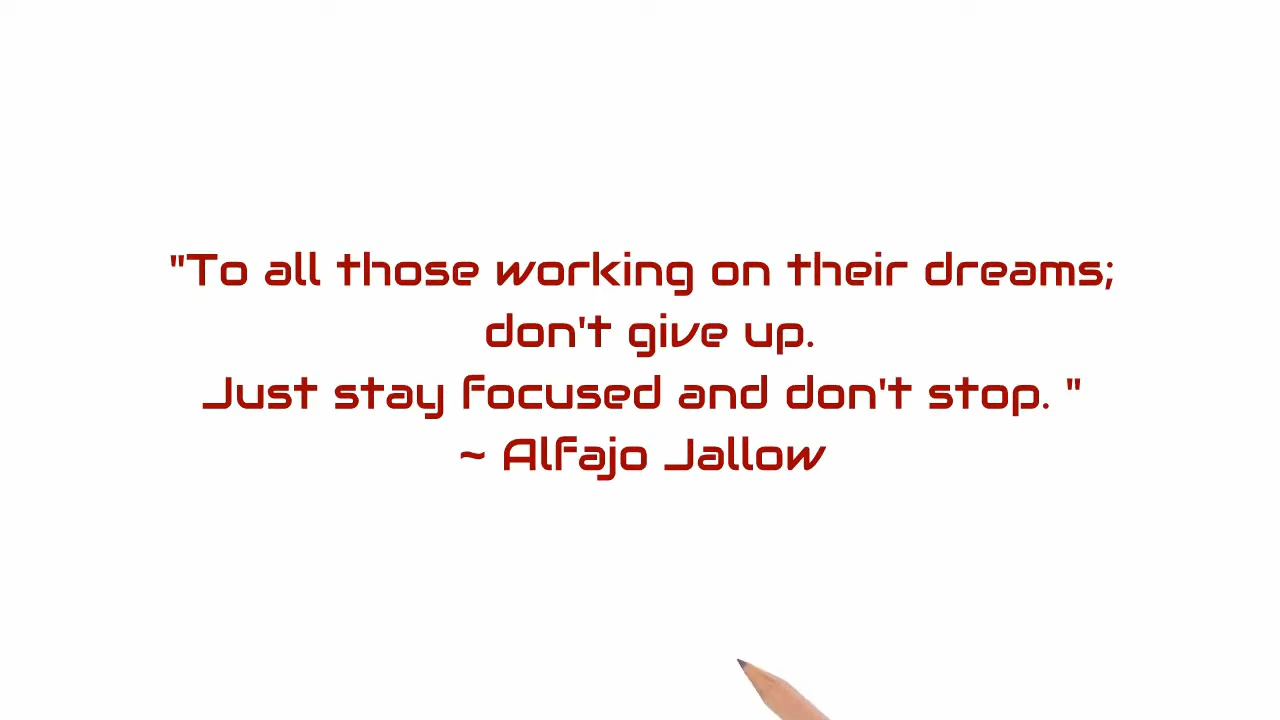 "To all those working on their dreams;
don't give up.
Just stay focused and don't stop. "
~ Alfajo Jallow